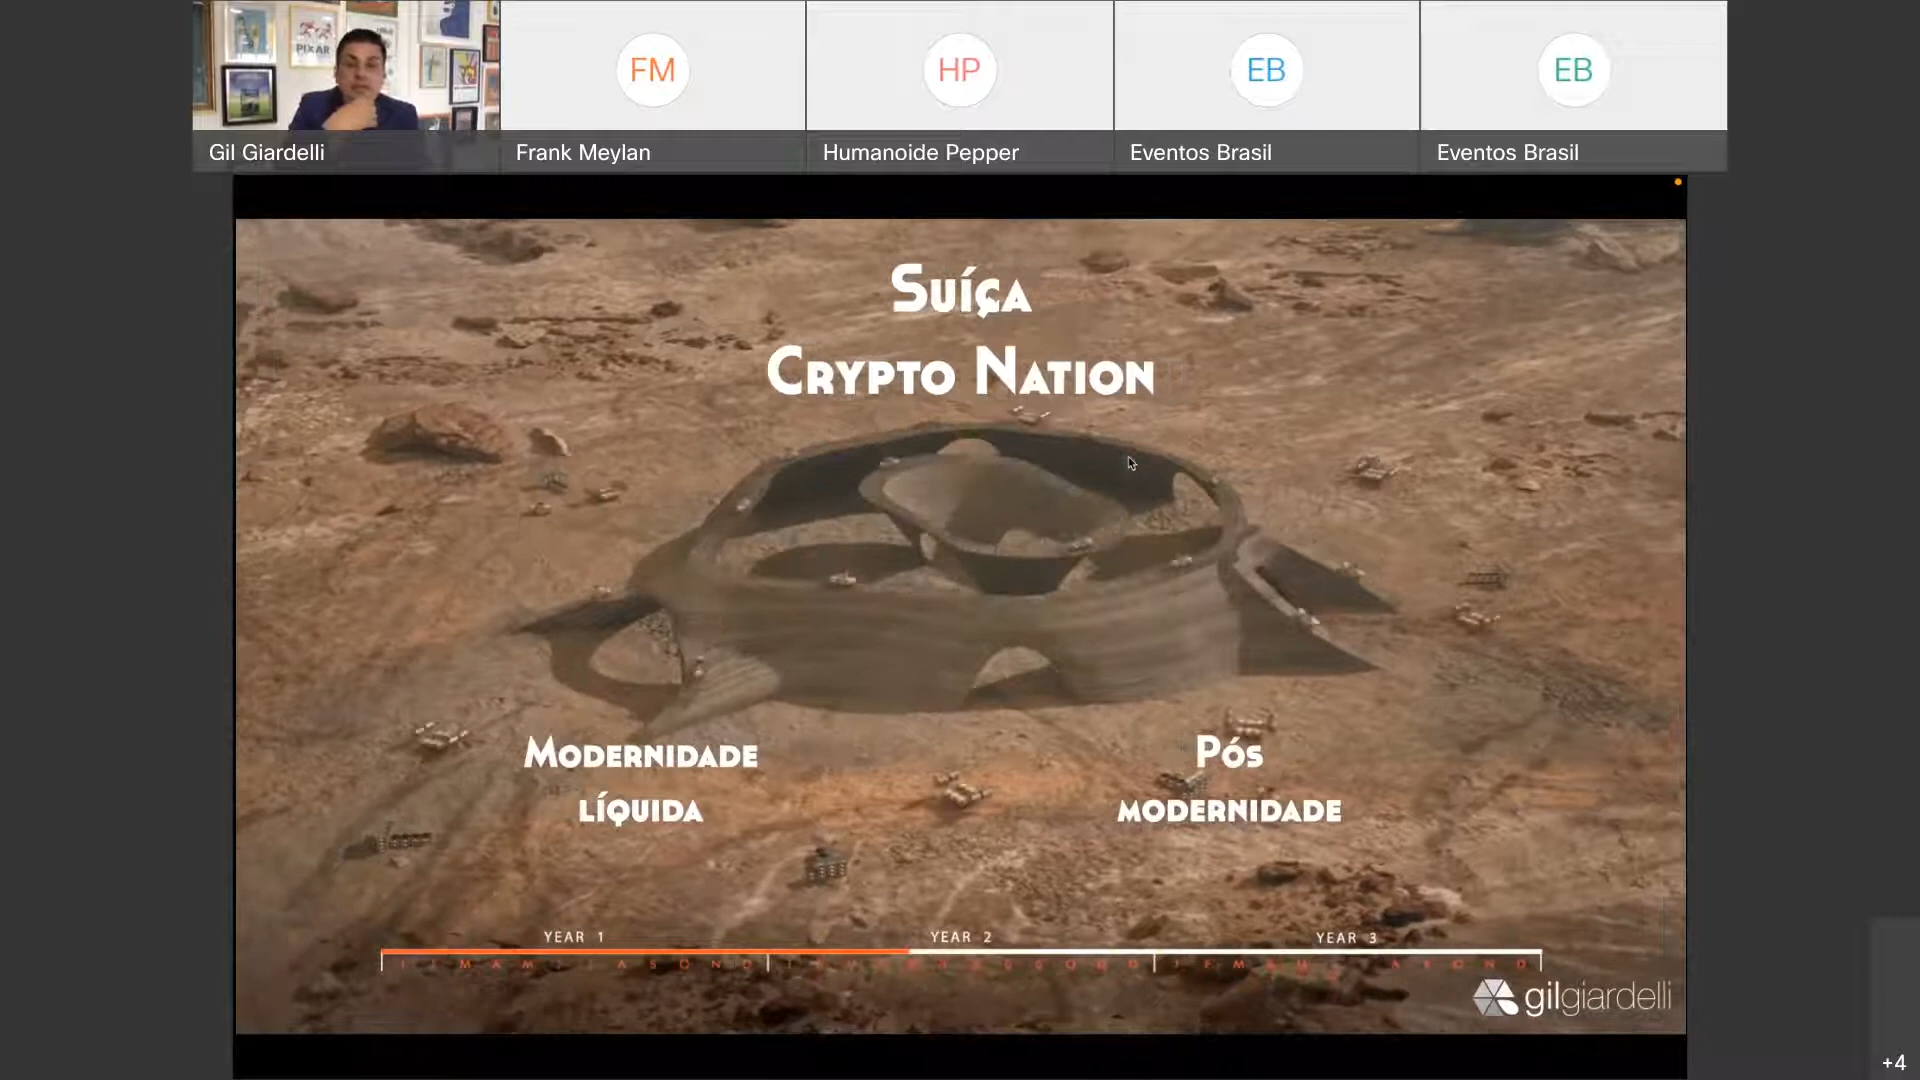 PIXAR
FM
HP
EB
EB
Gil Giardelli
Frank Meylan
Humanoide Pepper
Eventos Brasil
Eventos Brasil
Suíça
Crypto Nation
Modernidade
líquida
Pós
modernidade
YEAR 1
YEAR 2
YEAR 3
gilgiardelli
+4